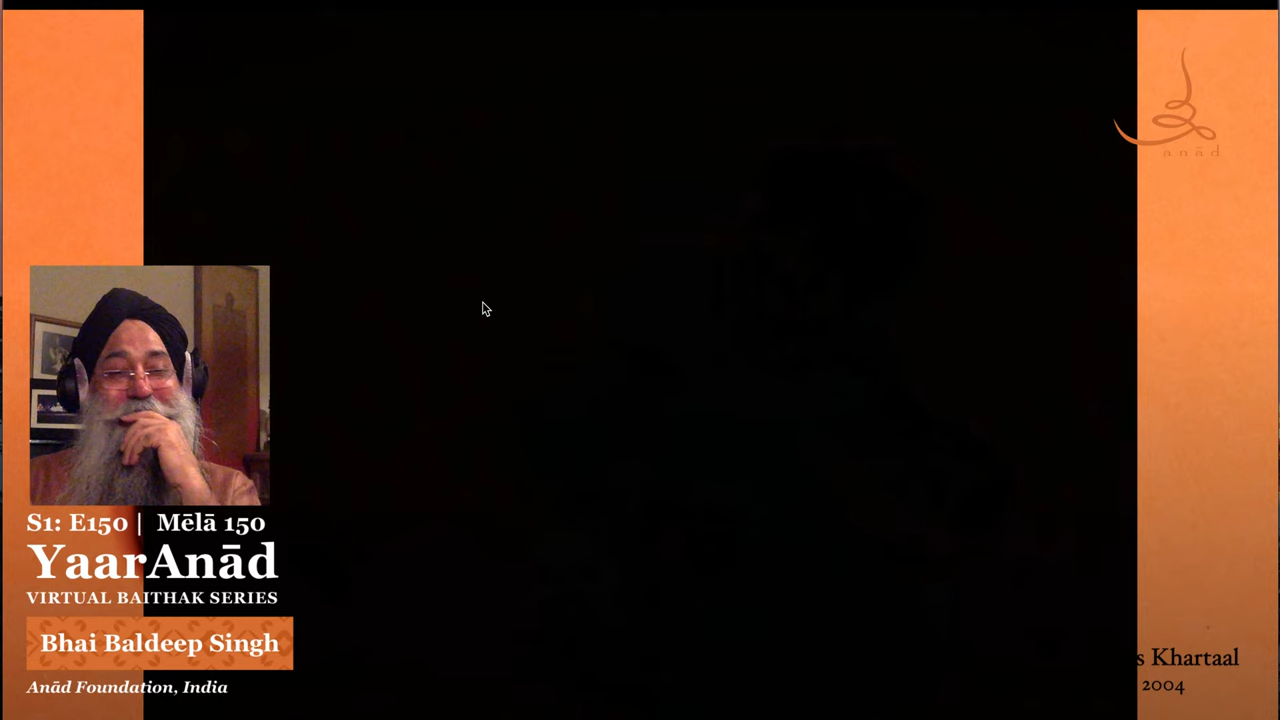 anād
S1: E150 | Mēlā 150
YaarAnād
VIRTUAL BAITHAK SERIES
Bhai Baldeep Singh
Anād Foundation, India
s Khartaal
2004